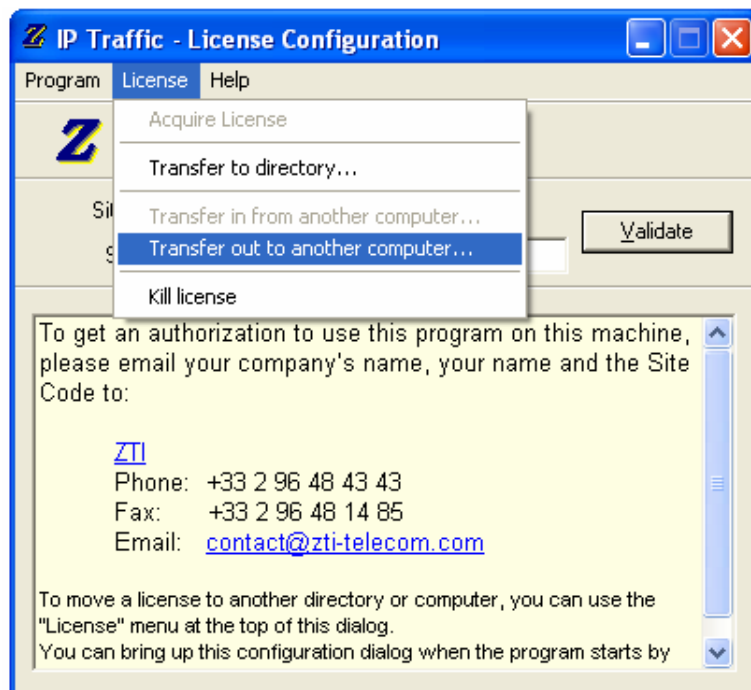 IP Traffic - License Configuration
Program License Help
Acquire License
Transfer to directory...
Transfer in from another computer...
Transfer out to another computer...
Kill license
Validate
To get an authorization to use this program on this machine,
please email your company's name, your name and the Site
Code to:
ZTI
Phone: +33 2 96 48 43 43
Fax: +33 2 96 48 14 85
Email: contact@zti-telecom.com
To move a license to another directory or computer, you can use the
"License" menu at the top of this dialog.
You can bring up this configuration dialog when the program starts by